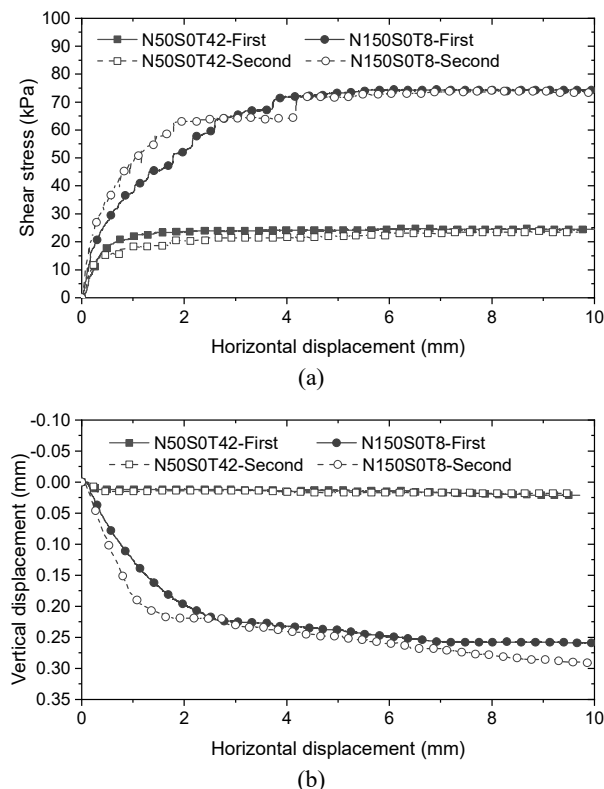 N50S0T42-First N150S0T8-First
N50S0T42-Second N150S0T8-Second
100
90
80
70
60
50
40
30
20
10
0
Shear stress (kPa)
0 2 4 6 8 10
Horizontal displacement (mm)
(a)
N50S0T42-First N150S0T8-First
N50S0T42-Second N150S0T8-Second
-0.10
-0.05
0.00
0.05
0.10
0.15
0.20
0.25
0.30
0.35
Vertical displacement (mm)
0 2 4 6 8 10
Horizontal displacement (mm)
(b)